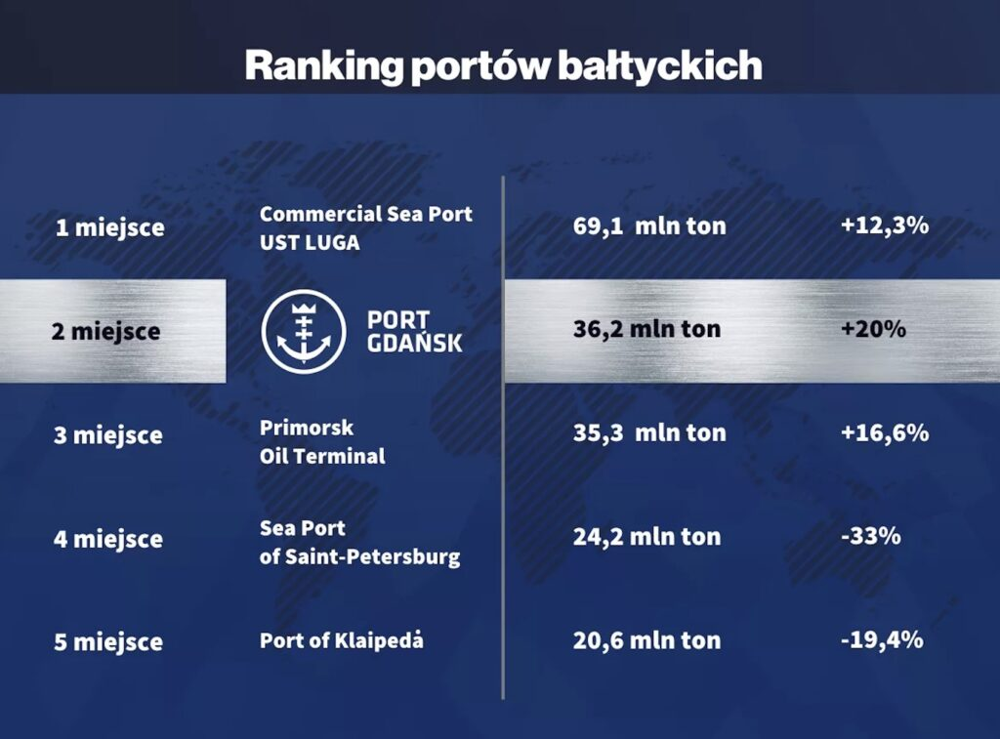 Ranking portów bałtyckich
1 miejsce
Commercial Sea Port
UST LUGA
69,1 mln ton
+12,3%
2 miejsce
PORT
GDAŃSK
36,2 mln ton
+20%
3 miejsce
Primorsk
Oil Terminal
35,3 mln ton
+16,6%
4 miejsce
Sea Port
of Saint-Petersburg
24,2 mln ton
-33%
5 miejsce
Port of Klaipedȧ
20,6 mln ton
-19,4%